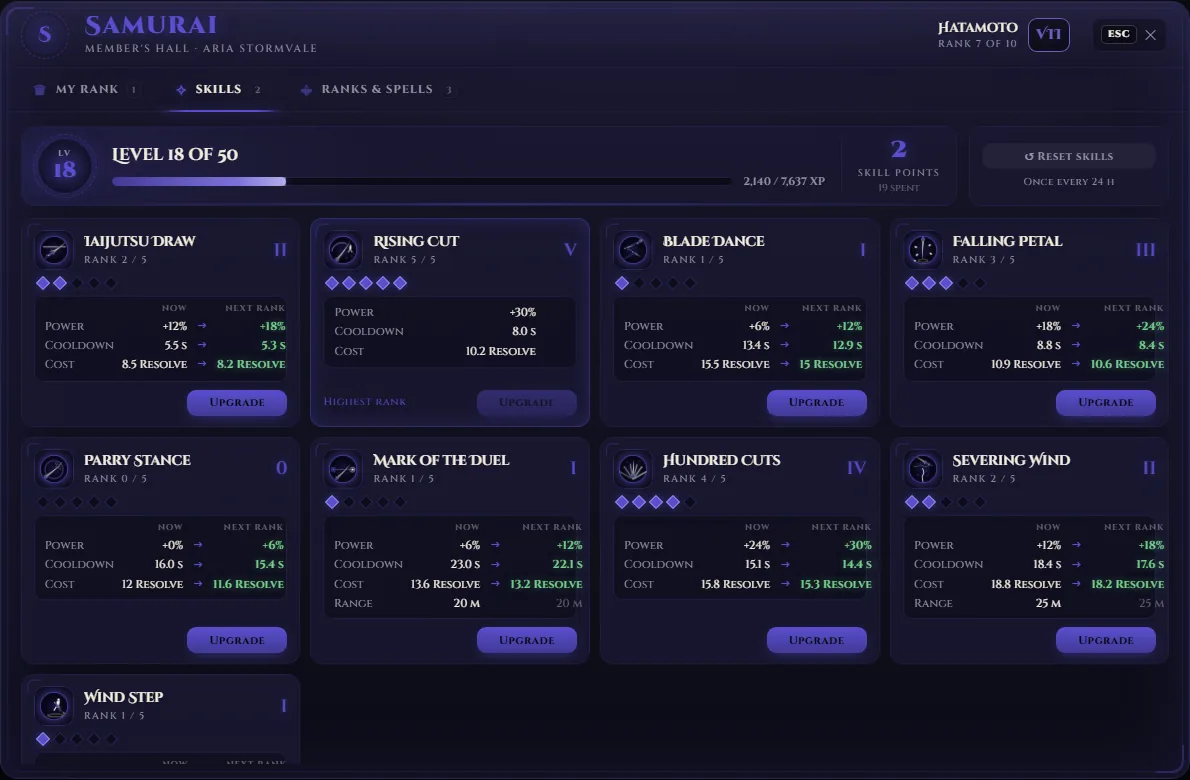 S
SAMURAI
MEMBER'S HALL · ARIA STORMVALE
HATAMOTO
RANK 7 OF 10
VII
ESC
MY RANK 1
SKILLS 2
RANKS & SPELLS 3
LV
18
LEVEL 18 OF 50
2,140 / 7,637 XP
2
SKILL POINTS
19 SPENT
↺ RESET SKILLS
ONCE EVERY 24 H
IAIJUTSU DRAW
RANK 2 / 5
II
NOW NEXT RANK
POWER +12% → +18%
COOLDOWN 5.5 S → 5.3 S
COST 8.5 RESOLVE → 8.2 RESOLVE
UPGRADE
RISING CUT
RANK 5 / 5
V
POWER +30%
COOLDOWN 8.0 S
COST 10.2 RESOLVE
HIGHEST RANK
UPGRADE
BLADE DANCE
RANK 1 / 5
I
NOW NEXT RANK
POWER +6% → +12%
COOLDOWN 13.4 S → 12.9 S
COST 15.5 RESOLVE → 15 RESOLVE
UPGRADE
FALLING PETAL
RANK 3 / 5
III
NOW NEXT RANK
POWER +18% → +24%
COOLDOWN 8.8 S → 8.4 S
COST 10.9 RESOLVE → 10.6 RESOLVE
UPGRADE
PARRY STANCE
RANK 0 / 5
0
NOW NEXT RANK
POWER +0% → +6%
COOLDOWN 16.0 S → 15.4 S
COST 12 RESOLVE → 11.6 RESOLVE
UPGRADE
MARK OF THE DUEL
RANK 1 / 5
I
NOW NEXT RANK
POWER +6% → +12%
COOLDOWN 23.0 S → 22.1 S
COST 13.6 RESOLVE → 13.2 RESOLVE
RANGE 20 M 20 M
UPGRADE
HUNDRED CUTS
RANK 4 / 5
IV
NOW NEXT RANK
POWER +24% → +30%
COOLDOWN 15.1 S → 14.4 S
COST 15.8 RESOLVE → 15.3 RESOLVE
UPGRADE
SEVERING WIND
RANK 2 / 5
II
NOW NEXT RANK
POWER +12% → +18%
COOLDOWN 18.4 S → 17.6 S
COST 18.8 RESOLVE → 18.2 RESOLVE
RANGE 25 M 25 M
UPGRADE
WIND STEP
RANK 1 / 5
I
NOW NEXT RANK